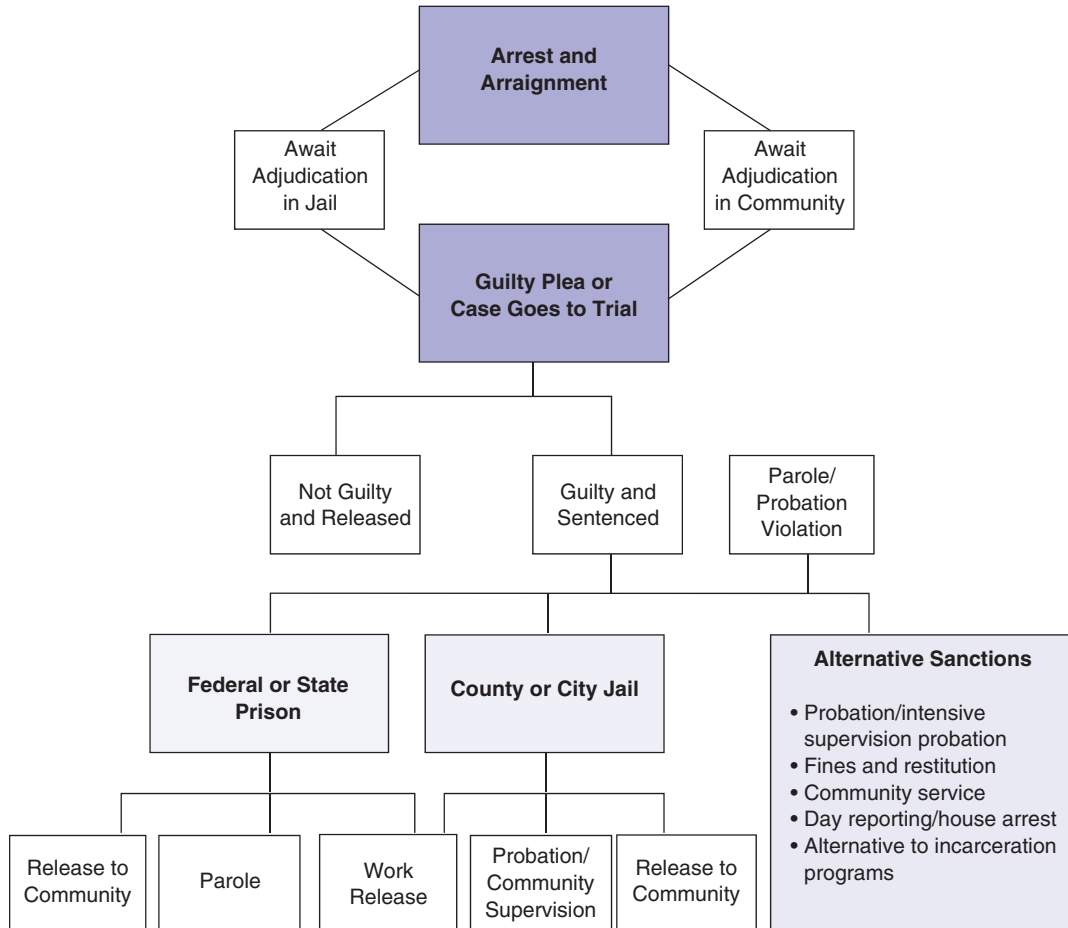 Arrest and
Arraignment
Await
Adjudication
in Jail
Await
Adjudication
in Community
Guilty Plea or
Case Goes to Trial
Not Guilty
and Released
Guilty and
Sentenced
Parole/
Probation
Violation
Federal or State
Prison
County or City Jail
Alternative Sanctions
• Probation/intensive
supervision probation
• Fines and restitution
• Community service
• Day reporting/house arrest
• Alternative to incarceration
programs
Release to
Community
Parole
Work
Release
Probation/
Community
Supervision
Release to
Community